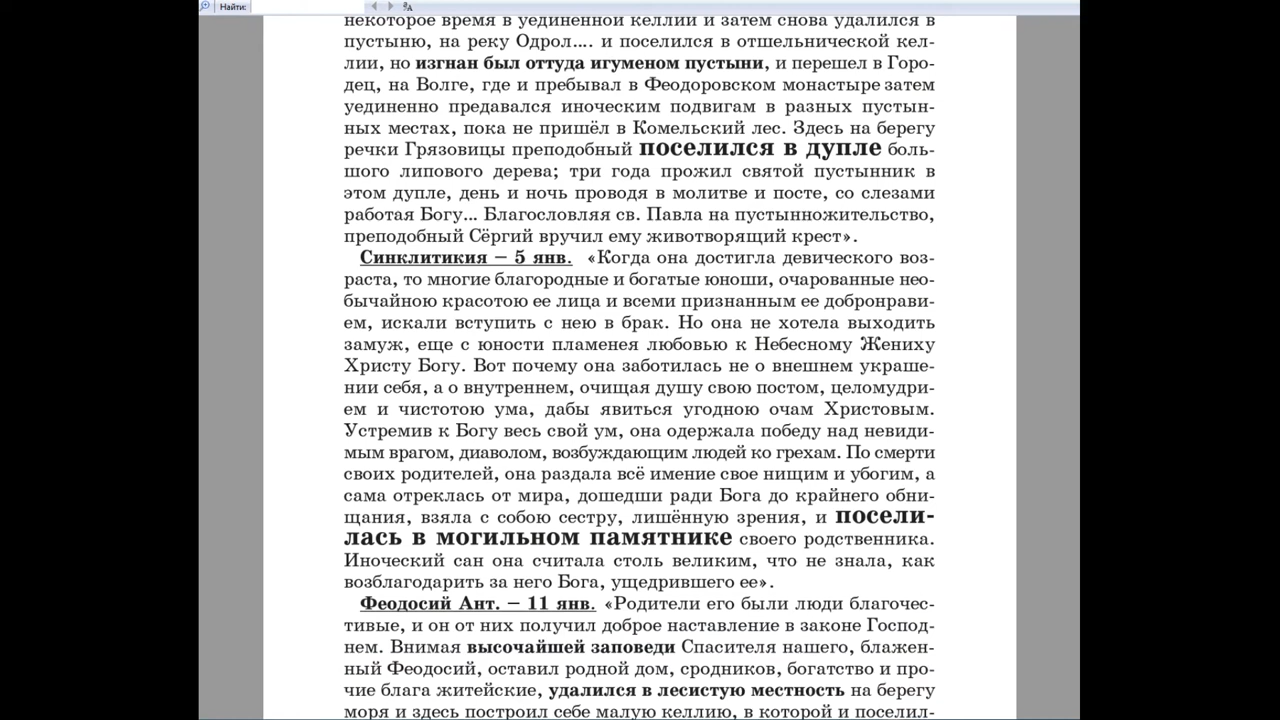 Найти:
некоторое время в уединенной келлии и затем снова удалился в
пустыню, на реку Одрол.... и поселился в отшельнической кел-
лии, но изгнан был оттуда игуменом пустыни, и перешел в Горо-
дец, на Волге, где и пребывал в Феодоровском монастыре затем
уединенно предавался иноческим подвигам в разных пустын-
ных местах, пока не пришёл в Комельский лес. Здесь на берегу
речки Грязовицы преподобный поселился в дупле боль-
шого липового дерева; три года прожил святой пустынник в
этом дупле, день и ночь проводя в молитве и посте, со слезами
работая Богу... Благословляя св. Павла на пустынножительство,
преподобный Сёргий вручил ему животворящий крест».
Синклитикия – 5 янв. «Когда она достигла девического воз-
раста, то многие благородные и богатые юноши, очарованные нео-
бычайною красотою ее лица и всеми признанным ее добронрави-
ем, искали вступить с нею в брак. Но она не хотела выходить
замуж, еще с юности пламенея любовью к Небесному Жениху
Христу Богу. Вот почему она заботилась не о внешнем украше-
нии себя, а о внутреннем, очищая душу свою постом, целомудри-
ем и чистотою ума, дабы явиться угодною очам Христовым.
Устремив к Богу весь свой ум, она одержала победу над невиди-
мым врагом, диаволом, возбуждающим людей ко грехам. По смерти
своих родителей, она раздала всё имение свое нищим и убогим, а
сама отреклась от мира, дошедши ради Бога до крайнего обни-
щания, взяла с собою сестру, лишённую зрения, и посели-
лась в могильном памятнике своего родственника.
Иноческий сан она считала столь великим, что не знала, как
возблагодарить за него Бога, ущедрившего ее».
Феодосий Ант. – 11 янв. «Родители его были люди благочес-
тивые, и он от них получил доброе наставление в законе Господ-
нем. Внимая высочайшей заповеди Спасителя нашего, блажен-
ный Феодосий, оставил родной дом, сродников, богатство и про-
чие блага житейские, удалился в лесистую местность на берегу
моря и здесь построил себе малую келлию, в которой и поселил-